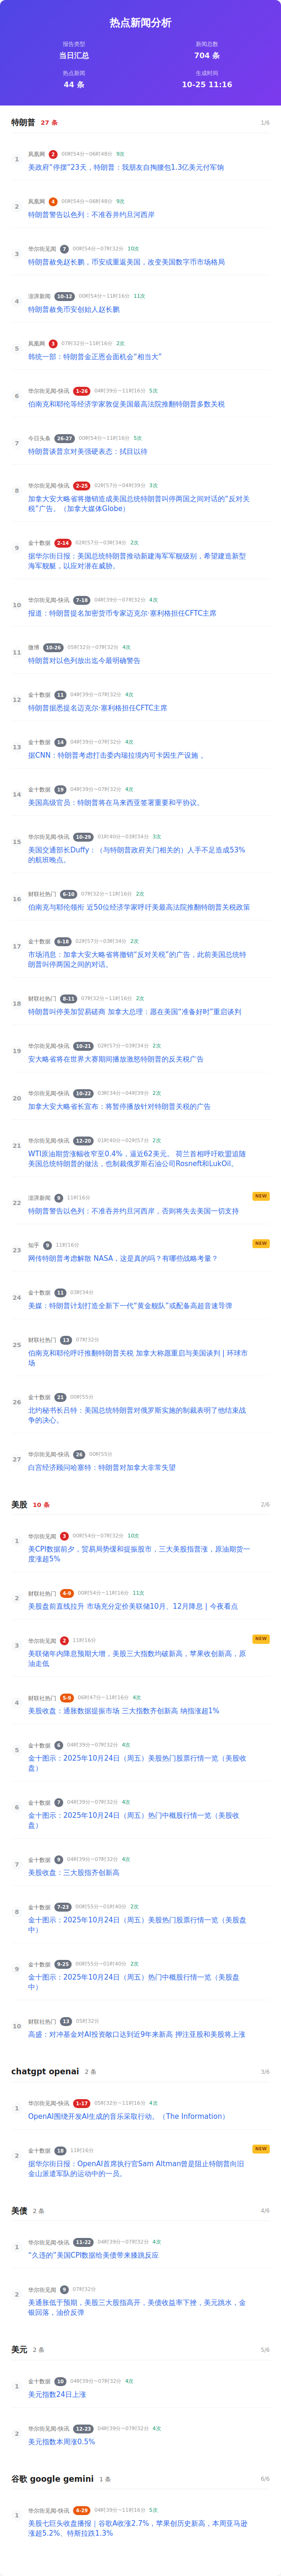 热点新闻分析
报告类型
当日汇总
新闻总数
704 条
热点新闻
44 条
生成时间
10-25 11:16
特朗普 27 条 1/6
1 凤凰网 2 00时54分~06时48分 9次
美政府“停摆”23天，特朗普：我朋友自掏腰包1.3亿美元付军饷
2 凤凰网 4 00时54分~06时48分 9次
特朗普警告以色列：不准吞并约旦河西岸
3 华尔街见闻 7 00时54分~07时32分 10次
特朗普赦免赵长鹏，币安或重返美国，改变美国数字币市场格局
4 澎湃新闻 10-12 00时54分~11时16分 11次
特朗普赦免币安创始人赵长鹏
5 凤凰网 3 07时32分~11时16分 2次
韩统一部：特朗普金正恩会面机会“相当大”
6 华尔街见闻-快讯 1-26 04时39分~11时16分 5次
伯南克和耶伦等经济学家敦促美国最高法院推翻特朗普多数关税
7 今日头条 26-27 00时54分~11时16分 5次
特朗普谈普京对美强硬表态：拭目以待
8 华尔街见闻-快讯 2-25 02时57分~04时39分 3次
加拿大安大略省将撤销造成美国总统特朗普叫停两国之间对话的“反对关
税”广告。（加拿大媒体Globe）
9 金十数据 2-14 02时57分~03时34分 2次
据华尔街日报：美国总统特朗普推动新建海军军舰级别，希望建造新型
海军舰艇，以应对潜在威胁。
10 华尔街见闻-快讯 7-18 04时39分~07时32分 4次
报道：特朗普提名加密货币专家迈克尔·塞利格担任CFTC主席
11 微博 10-26 05时32分~07时32分 4次
特朗普对以色列放出迄今最明确警告
12 金十数据 11 04时39分~07时32分 4次
特朗普据悉提名迈克尔·塞利格担任CFTC主席
13 金十数据 14 04时39分~07时32分 4次
据CNN：特朗普考虑打击委内瑞拉境内可卡因生产设施 。
14 金十数据 19 04时39分~07时32分 4次
美国高级官员：特朗普将在马来西亚签署重要和平协议。
15 华尔街见闻-快讯 10-29 01时40分~03时34分 3次
美国交通部长Duffy：（与特朗普政府关门相关的）人手不足造成53%
的航班晚点。
16 财联社热门 6-10 07时32分~11时16分 2次
伯南克与耶伦领衔 近50位经济学家呼吁美最高法院推翻特朗普关税政策
17 金十数据 6-18 02时57分~03时34分 2次
市场消息：加拿大安大略省将撤销“反对关税”的广告，此前美国总统特
朗普叫停两国之间的对话。
18 财联社热门 8-11 07时32分~11时16分 2次
特朗普叫停美加贸易磋商 加拿大总理：愿在美国“准备好时”重启谈判
19 华尔街见闻-快讯 10-21 02时57分~03时34分 2次
安大略省将在世界大赛期间播放激怒特朗普的反关税广告
20 华尔街见闻-快讯 10-22 03时34分~04时39分 2次
加拿大安大略省长宣布：将暂停播放针对特朗普关税的广告
21 华尔街见闻-快讯 12-20 01时40分~02时57分 2次
WTI原油期货涨幅收窄至0.4%，逼近62美元。 荷兰首相呼吁欧盟追随
美国总统特朗普的做法，也制裁俄罗斯石油公司Rosneft和LukOil。
22 澎湃新闻 9 11时16分 NEW
特朗普警告以色列：不准吞并约旦河西岸，否则将失去美国一切支持
23 知乎 9 11时16分 NEW
网传特朗普考虑解散 NASA，这是真的吗？有哪些战略考量？
24 金十数据 11 03时34分
美媒：特朗普计划打造全新下一代“黄金舰队”或配备高超音速导弹
25 财联社热门 13 07时32分
伯南克和耶伦呼吁推翻特朗普关税 加拿大称愿重启与美国谈判 | 环球市
场
26 金十数据 21 00时55分
北约秘书长吕特：美国总统特朗普对俄罗斯实施的制裁表明了他结束战
争的决心。
27 华尔街见闻-快讯 26 00时55分
白宫经济顾问哈塞特：特朗普对加拿大非常失望
美股 10 条 2/6
1 华尔街见闻 3 00时54分~07时32分 10次
美CPI数据前夕，贸易局势缓和提振股市，三大美股指普涨，原油期货一
度涨超5%
2 财联社热门 4-9 00时54分~11时16分 11次
美股盘前直线拉升 市场充分定价美联储10月、12月降息 | 今夜看点
3 华尔街见闻 2 11时16分 NEW
美联储年内降息预期大增，美股三大指数均破新高，苹果收创新高，原
油走低
4 财联社热门 5-9 06时47分~11时16分 4次
美股收盘：通胀数据提振市场 三大指数齐创新高 纳指涨超1%
5 金十数据 6 04时39分~07时32分 4次
金十图示：2025年10月24日（周五）美股热门股票行情一览（美股收
盘）
6 金十数据 7 04时39分~07时32分 4次
金十图示：2025年10月24日（周五）热门中概股行情一览（美股收
盘）
7 金十数据 9 04时39分~07时32分 4次
美股收盘：三大股指齐创新高
8 金十数据 7-23 00时55分~01时40分 2次
金十图示：2025年10月24日（周五）美股热门股票行情一览（美股盘
中）
9 金十数据 9-25 00时55分~01时40分 2次
金十图示：2025年10月24日（周五）热门中概股行情一览（美股盘
中）
10 财联社热门 13 05时32分
高盛：对冲基金对AI投资敞口达到近9年来新高 押注亚股和美股将上涨
chatgpt openai 2 条 3/6
1 华尔街见闻-快讯 1-17 05时32分~11时16分 4次
OpenAI围绕开发AI生成的音乐采取行动。（The Information）
2 金十数据 18 11时16分 NEW
据华尔街日报：OpenAI首席执行官Sam Altman曾是阻止特朗普向旧
金山派遣军队的运动中的一员。
美债 2 条 4/6
1 华尔街见闻-快讯 11-22 04时39分~07时32分 4次
“久违的”美国CPI数据给美债带来膝跳反应
2 华尔街见闻 9 07时32分
美通胀低于预期，美股三大股指高开，美债收益率下挫，美元跳水，金
银回落，油价反弹
美元 2 条 5/6
1 金十数据 10 04时39分~07时32分 4次
美元指数24日上涨
2 华尔街见闻-快讯 12-23 04时39分~07时32分 4次
美元指数本周涨0.5%
谷歌 google gemini 1 条 6/6
1 华尔街见闻-快讯 4-29 04时39分~11时16分 5次
美股七巨头收盘播报｜谷歌A收涨2.7%，苹果创历史新高，本周亚马逊
涨超5.2%、特斯拉跌1.3%